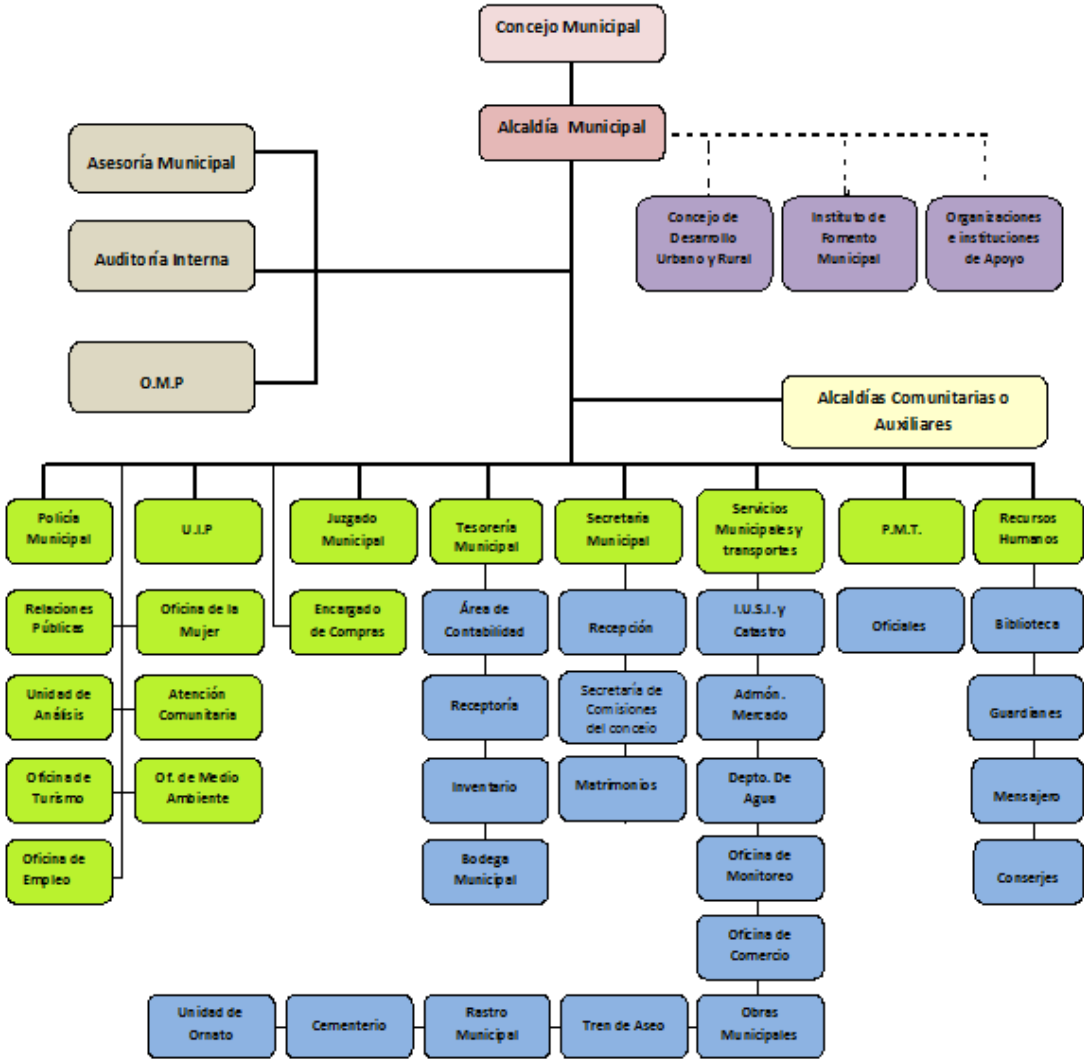 Concejo Municipal
Alcaldía Municipal
Asesoría Municipal
Auditoría Interna
O.M.P
Concejo de
Desarrollo
Urbano y Rural
Instituto de
Fomento
Municipal
Organizaciones
e instituciones
de Apoyo
Alcaldías Comunitarias o
Auxiliares
Policía
Municipal
U.I.P
Juzgado
Municipal
Tesorería
Municipal
Secretaria
Municipal
Servicios
Municipales y
transportes
P.M.T.
Recursos
Humanos
Relaciones
Públicas
Oficina de la
Mujer
Encargado
de Compras
Área de
Contabilidad
Recepción
I.U.S.I. y
Catastro
Oficiales
Biblioteca
Unidad de
Análisis
Atención
Comunitaria
Receptoría
Secretaría de
Comisiones
del concejo
Admón.
Mercado
Guardianes
Oficina de
Turismo
Of. de Medio
Ambiente
Inventario
Matrimonios
Depto. De
Agua
Mensajero
Oficina de
Empleo
Bodega
Municipal
Oficina de
Monitoreo
Conserjes
Oficina de
Comercio
Unidad de
Ornato
Cementerio
Rastro
Municipal
Tren de Aseo
Obras
Municipales